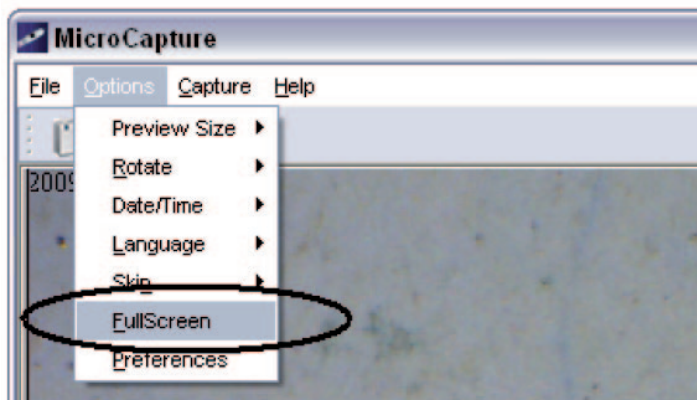 MicroCapture
File Options Capture Help
2009
Preview Size
Rotate
Date/Time
Language
Skin
FullScreen
Preferences